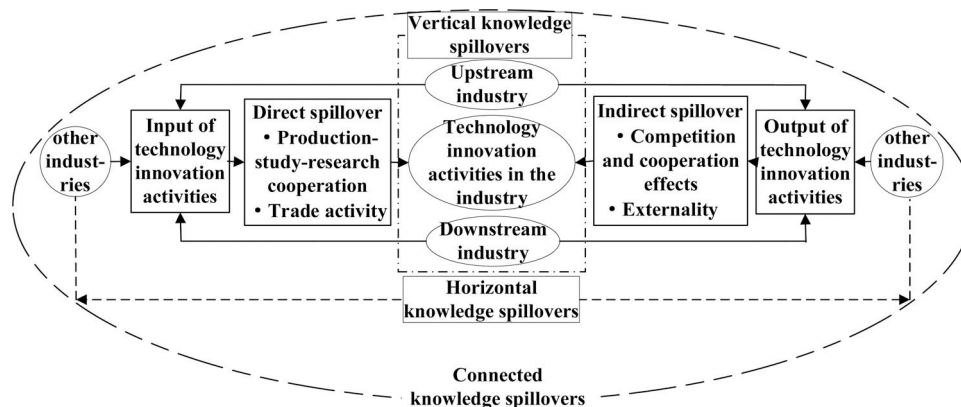 Vertical knowledge
spillovers
Upstream
industry
other
indust-
ries
Input of
technology
innovation
activities
Direct spillover
• Production-
study-research
cooperation
• Trade activity
Technology
innovation
activities in the
industry
Indirect spillover
• Competition
and
cooperation
effects
• Externality
Output of
technology
innovation
activities
other
indust-
ries
Downstream
industry
Horizontal
knowledge spillovers
Connected
knowledge spillovers